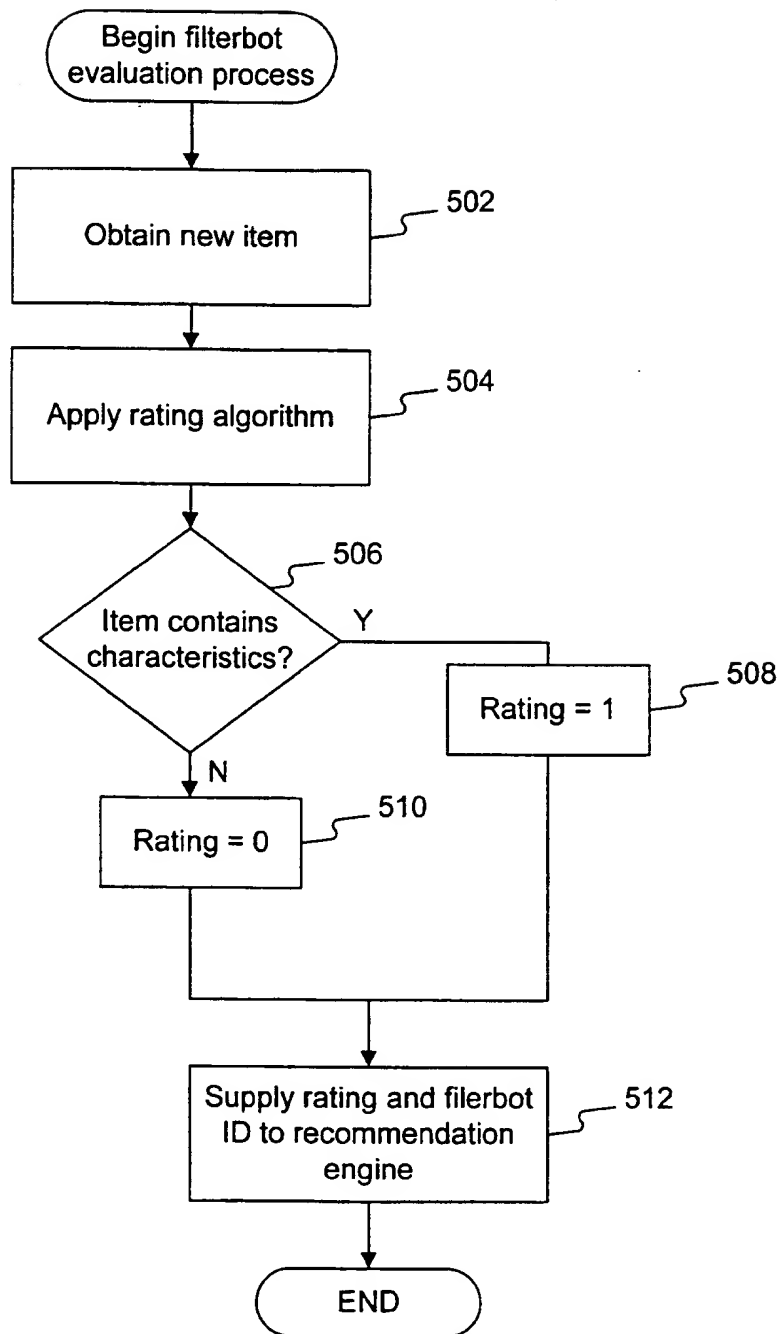 Begin filterbot
evaluation process
502
Obtain new item
504
Apply rating algorithm
506
Item contains
characteristics?
Y
508
Rating = 1
N
510
Rating = 0
Supply rating and filerbot
ID to recommendation
engine
512
END